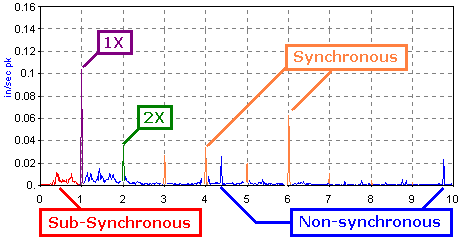 0.16
0.14
0.12
0.1
0.08
0.06
0.04
0.02
0
in/sec pk
1X
2X
Synchronous
0 1 2 3 4 5 6 7 8 9 10
Sub-Synchronous
Non-synchronous